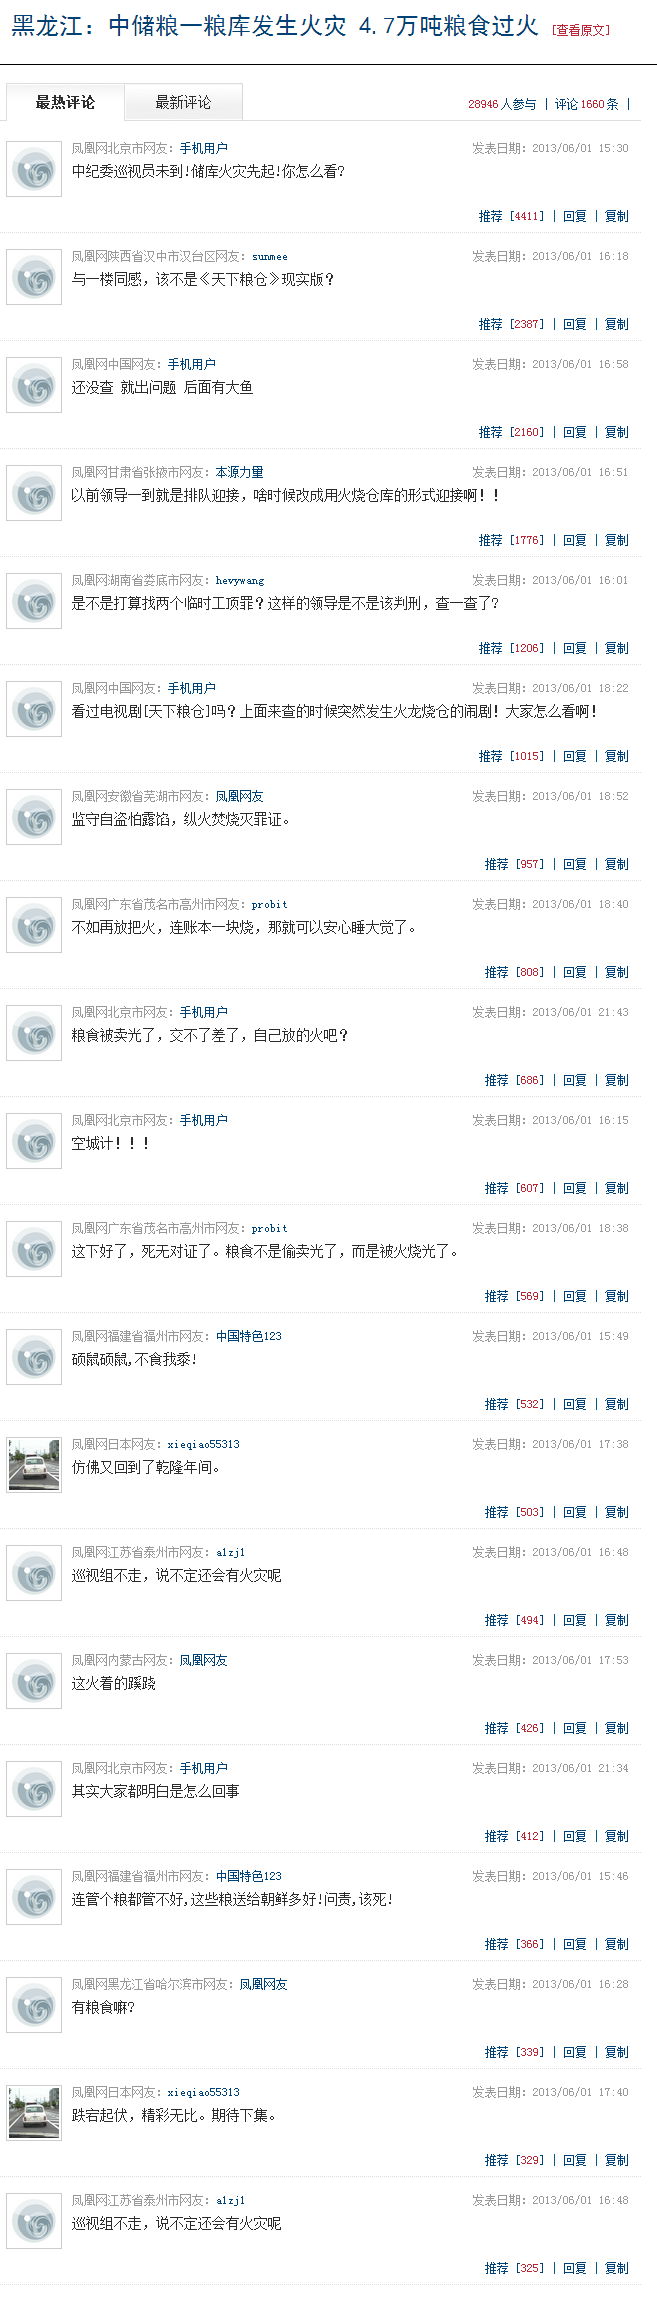 黑龙江：中储粮一粮库发生火灾 4.7万吨粮食过火 [查看原文]
最热评论 最新评论 28946人参与 | 评论1660条 |
凤凰网北京市网友：手机用户 发表日期：2013/06/01 15:30
中纪委巡视员未到!储库火灾先起!你怎么看?
推荐 [4411] | 回复 | 复制
凤凰网陕西省汉中市汉台区网友：sunmee 发表日期：2013/06/01 16:18
与一楼同感，该不是《天下粮仓》现实版？
推荐 [2387] | 回复 | 复制
凤凰网中国网友：手机用户 发表日期：2013/06/01 16:58
还没查 就出问题 后面有大鱼
推荐 [2160] | 回复 | 复制
凤凰网甘肃省张掖市网友：本源力量 发表日期：2013/06/01 16:51
以前领导一到就是排队迎接，啥时候改成用火烧仓库的形式迎接啊！！
推荐 [1776] | 回复 | 复制
凤凰网湖南省娄底市网友：hevywang 发表日期：2013/06/01 16:01
是不是打算找两个临时工顶罪？这样的领导是不是该判刑，查一查了?
推荐 [1206] | 回复 | 复制
凤凰网中国网友：手机用户 发表日期：2013/06/01 18:22
看过电视剧[天下粮仓]吗？上面来查的时候突然发生火龙烧仓的闹剧！大家怎么看啊！
推荐 [1015] | 回复 | 复制
凤凰网安徽省芜湖市网友：凤凰网友 发表日期：2013/06/01 18:52
监守自盗怕露馅，纵火焚烧灭罪证。
推荐 [957] | 回复 | 复制
凤凰网广东省茂名市高州市网友：probit 发表日期：2013/06/01 18:40
不如再放把火，连账本一块烧，那就可以安心睡大觉了。
推荐 [808] | 回复 | 复制
凤凰网北京市网友：手机用户 发表日期：2013/06/01 21:43
粮食被卖光了，交不了差了，自己放的火吧？
推荐 [686] | 回复 | 复制
凤凰网北京市网友：手机用户 发表日期：2013/06/01 16:15
空城计！！！
推荐 [607] | 回复 | 复制
凤凰网广东省茂名市高州市网友：probit 发表日期：2013/06/01 18:38
这下好了，死无对证了。粮食不是偷卖光了，而是被火烧光了。
推荐 [569] | 回复 | 复制
凤凰网福建省福州市网友：中国特色123 发表日期：2013/06/01 15:49
硕鼠硕鼠,不食我黍!
推荐 [532] | 回复 | 复制
凤凰网日本网友：xieqiao55313 发表日期：2013/06/01 17:38
仿佛又回到了乾隆年间。
推荐 [503] | 回复 | 复制
凤凰网江苏省泰州市网友：a1zj1 发表日期：2013/06/01 16:48
巡视组不走，说不定还会有火灾呢
推荐 [494] | 回复 | 复制
凤凰网内蒙古网友：凤凰网友 发表日期：2013/06/01 17:53
这火着的蹊跷
推荐 [426] | 回复 | 复制
凤凰网北京市网友：手机用户 发表日期：2013/06/01 21:34
其实大家都明白是怎么回事
推荐 [412] | 回复 | 复制
凤凰网福建省福州市网友：中国特色123 发表日期：2013/06/01 15:46
连管个粮都管不好,这些粮送给朝鲜多好!问责,该死!
推荐 [366] | 回复 | 复制
凤凰网黑龙江省哈尔滨市网友：凤凰网友 发表日期：2013/06/01 16:28
有粮食嘛?
推荐 [339] | 回复 | 复制
凤凰网日本网友：xieqiao55313 发表日期：2013/06/01 17:40
跌宕起伏，精彩无比。期待下集。
推荐 [329] | 回复 | 复制
凤凰网江苏省泰州市网友：a1zj1 发表日期：2013/06/01 16:48
巡视组不走，说不定还会有火灾呢
推荐 [325] | 回复 | 复制